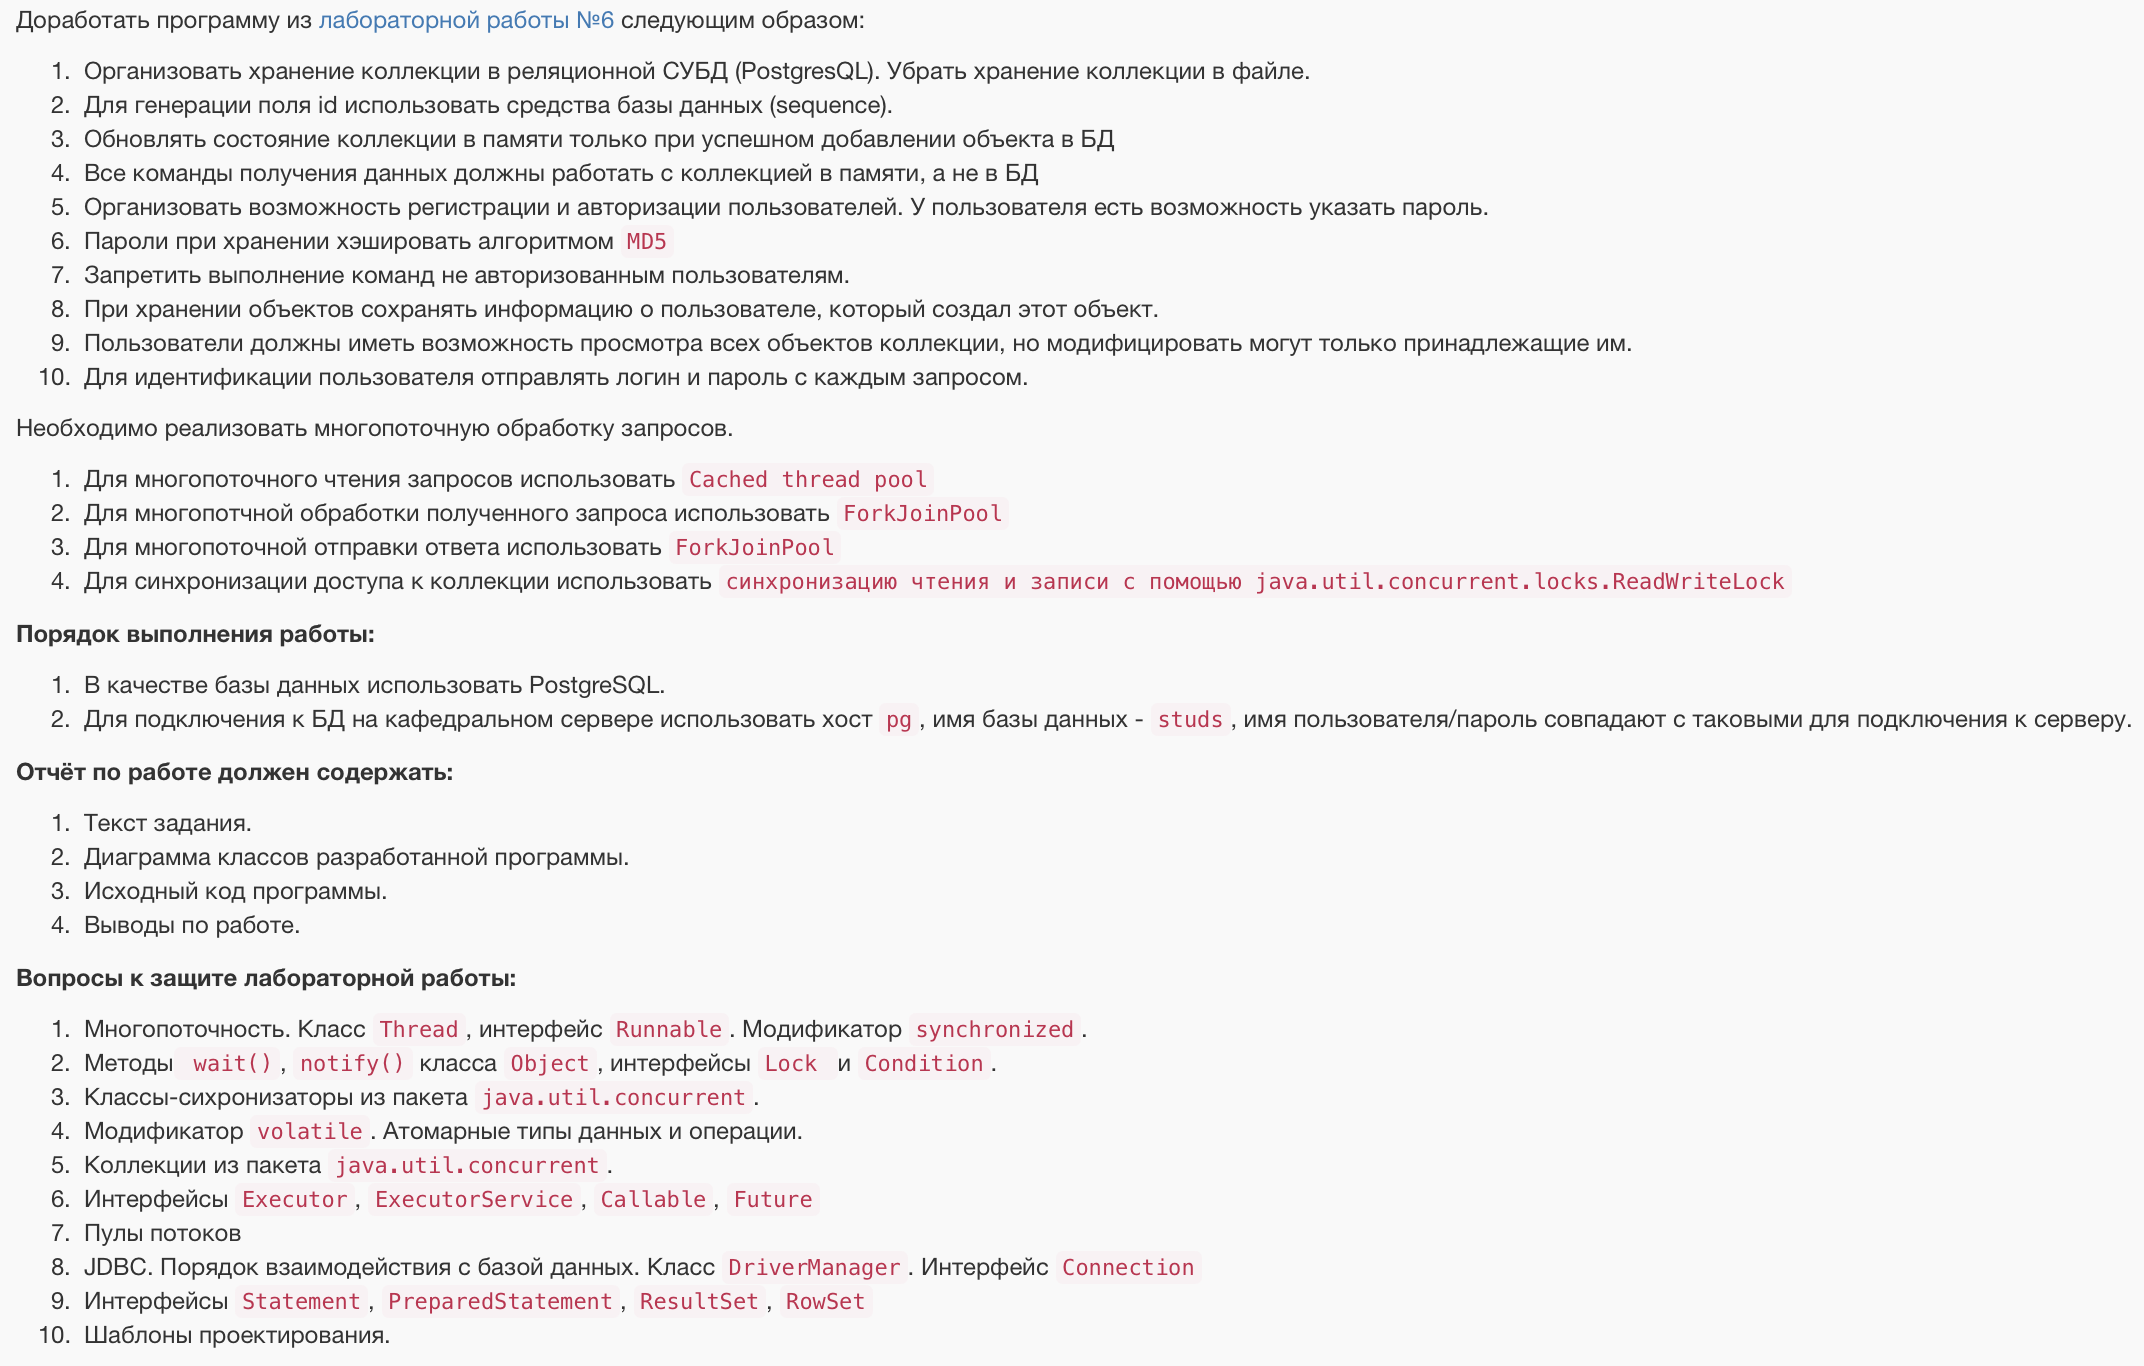 Доработать программу из лабораторной работы №6 следующим образом:
1. Организовать хранение коллекции в реляционной СУБД (PostgresQL). Убрать хранение коллекции в файле.
2. Для генерации поля id использовать средства базы данных (sequence).
3. Обновлять состояние коллекции в памяти только при успешном добавлении объекта в БД
4. Все команды получения данных должны работать с коллекцией в памяти, а не в БД
5. Организовать возможность регистрации и авторизации пользователей. У пользователя есть возможность указать пароль.
6. Пароли при хранении хэшировать алгоритмом MD5
7. Запретить выполнение команд не авторизованным пользователям.
8. При хранении объектов сохранять информацию о пользователе, который создал этот объект.
9. Пользователи должны иметь возможность просмотра всех объектов коллекции, но модифицировать могут только принадлежащие им.
10. Для идентификации пользователя отправлять логин и пароль с каждым запросом.
Необходимо реализовать многопоточную обработку запросов.
1. Для многопоточного чтения запросов использовать Cached thread pool
2. Для многопотчной обработки полученного запроса использовать ForkJoinPool
3. Для многопоточной отправки ответа использовать ForkJoinPool
4. Для синхронизации доступа к коллекции использовать синхронизацию чтения и записи с помощью java.util.concurrent.locks.ReadWriteLock
Порядок выполнения работы:
1. В качестве базы данных использовать PostgreSQL.
2. Для подключения к БД на кафедральном сервере использовать хост pg, имя базы данных - studs, имя пользователя/пароль совпадают с таковыми для подключения к серверу.
Отчёт по работе должен содержать:
1. Текст задания.
2. Диаграмма классов разработанной программы.
3. Исходный код программы.
4. Выводы по работе.
Вопросы к защите лабораторной работы:
1. Многопоточность. Класс Thread, интерфейс Runnable. Модификатор synchronized.
2. Методы wait(), notify() класса Object, интерфейсы Lock и Condition.
3. Классы-сихронизаторы из пакета java.util.concurrent.
4. Модификатор volatile. Атомарные типы данных и операции.
5. Коллекции из пакета java.util.concurrent.
6. Интерфейсы Executor, ExecutorService, Callable, Future
7. Пулы потоков
8. JDBC. Порядок взаимодействия с базой данных. Класс DriverManager. Интерфейс Connection
9. Интерфейсы Statement, PreparedStatement, ResultSet, RowSet
10. Шаблоны проектирования.